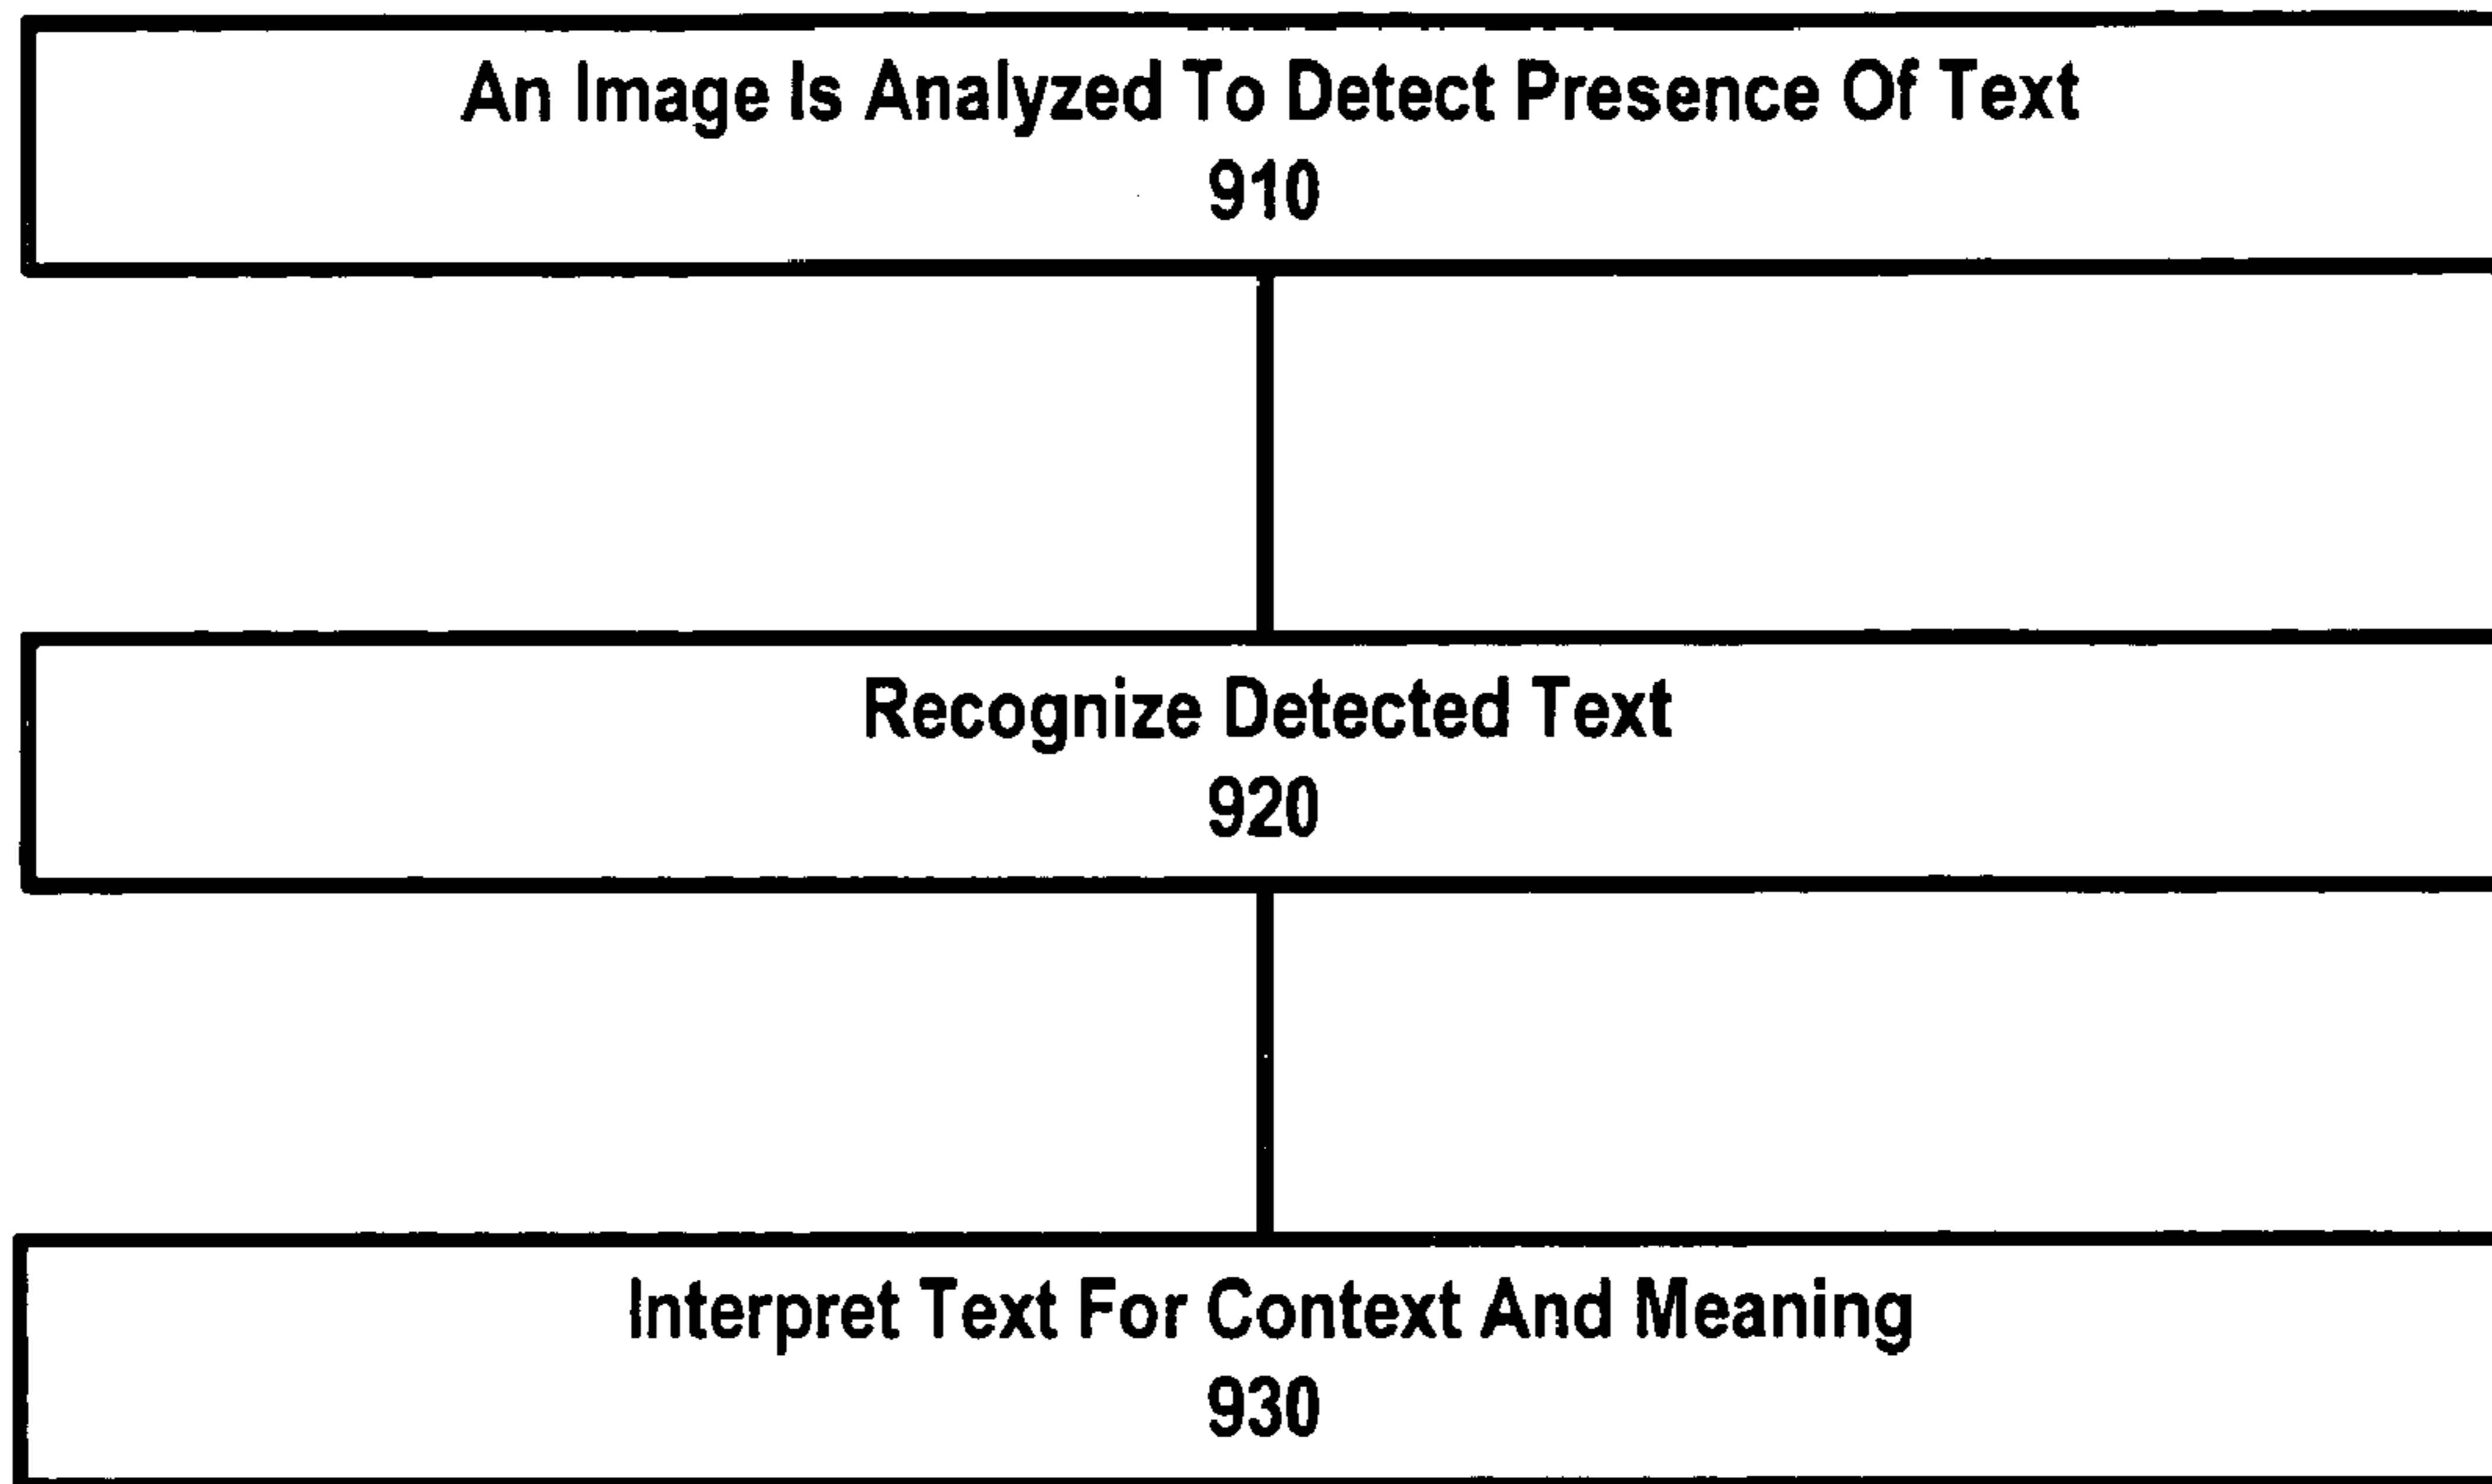 An Image Is Analyzed To Detect Presence Of Text
910
Recognize Detected Text
920
Interpret Text For Context And Meaning
930